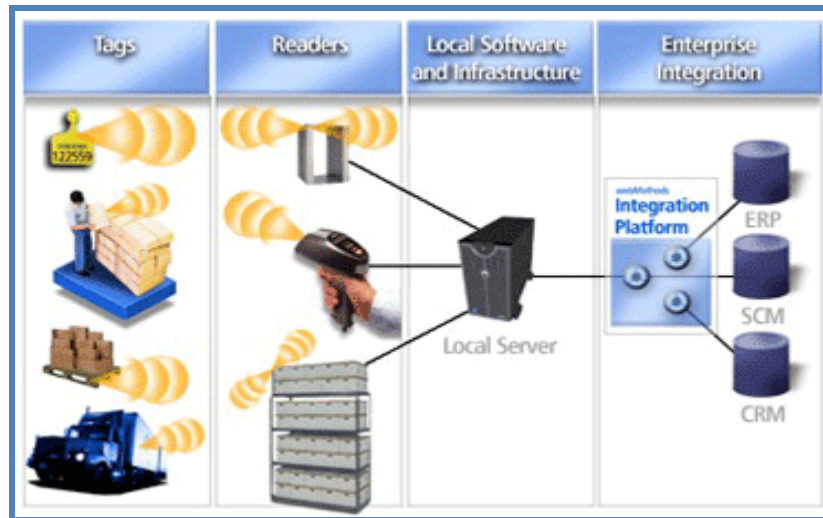 Tags
Readers
Local Software
and Infrastructure
Enterprise
Integration
122559
webMethods
Integration
Platform
ERP
SCM
CRM
Local Server